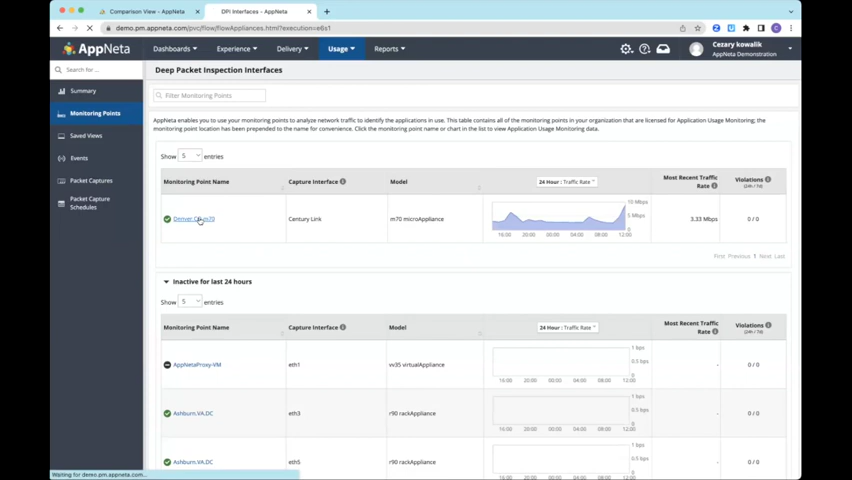 Comparison View - AppNeta
DPI Interfaces - AppNeta
demo.pm.appneta.com/pvc/flow/flowAppliances.html?execution=e6s1
AppNeta
Dashboards
Experience
Delivery
Usage
Reports
Cezary kowalik
AppNeta Demonstration
Search for ...
Summary
Monitoring Points
Saved Views
Events
Packet Captures
Packet Capture
Schedules
Deep Packet Inspection Interfaces
Filter Monitoring Points
AppNeta enables you to use your monitoring points to analyze network traffic to identify the applications in use. This table contains all of the monitoring points in your organization that are licensed for Application Usage Monitoring; the
monitoring point location has been prepended to the name for convenience. Click the monitoring point name or chart in the list to view Application Usage Monitoring data.
Show 5 entries
Monitoring Point Name
Capture Interface
Model
24 Hour : Traffic Rate
Most Recent Traffic
Rate
Violations
(24h / 7d)
Century Link
m70 microAppliance
10 Mbps
5 Mbps
0 bps
16:00 20:00 00:00 04:00 08:00 12:00
3.33 Mbps
0 / 0
First Previous 1 Next Last
Inactive for last 24 hours
Show 5 entries
Monitoring Point Name
Capture Interface
Model
24 Hour : Traffic Rate
Most Recent Traffic
Rate
Violations
(24h / 7d)
AppNetaProxy-VM
eth1
vv35 virtualAppliance
1 bps
0.5 bps
0 bps
16:00 20:00 00:00 04:00 08:00 12:00
-
0 / 0
Ashburn.VA.DC
eth3
r90 rackAppliance
1 bps
0.5 bps
0 bps
16:00 20:00 00:00 04:00 08:00 12:00
-
0 / 0
Ashburn.VA.DC
eth5
r90 rackAppliance
1 bps
0.5 bps
-
0 / 0
Waiting for demo.pm.appneta.com...